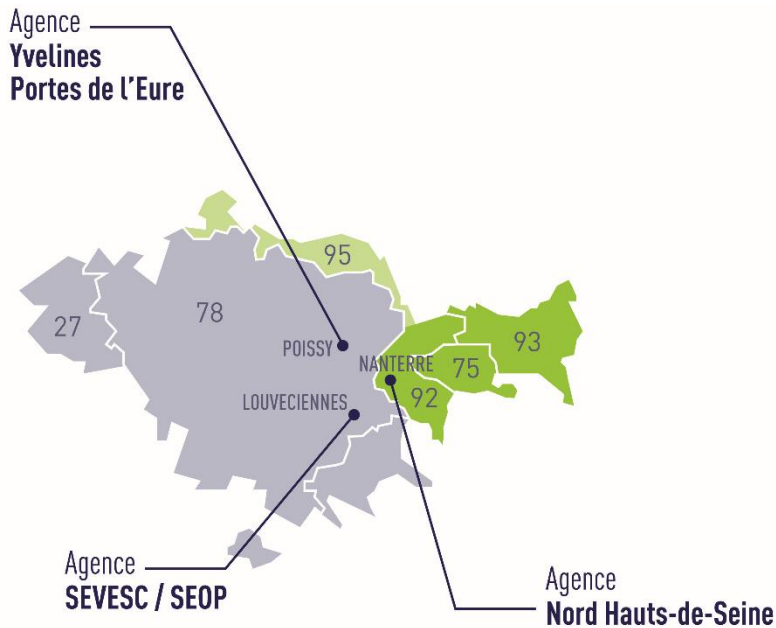 Agence
Yvelines
Portes de l'Eure
95
27
78
93
POISSY
NANTERRE
75
92
LOUVECIENNES
Agence
SEVESC / SEOP
Agence
Nord Hauts-de-Seine